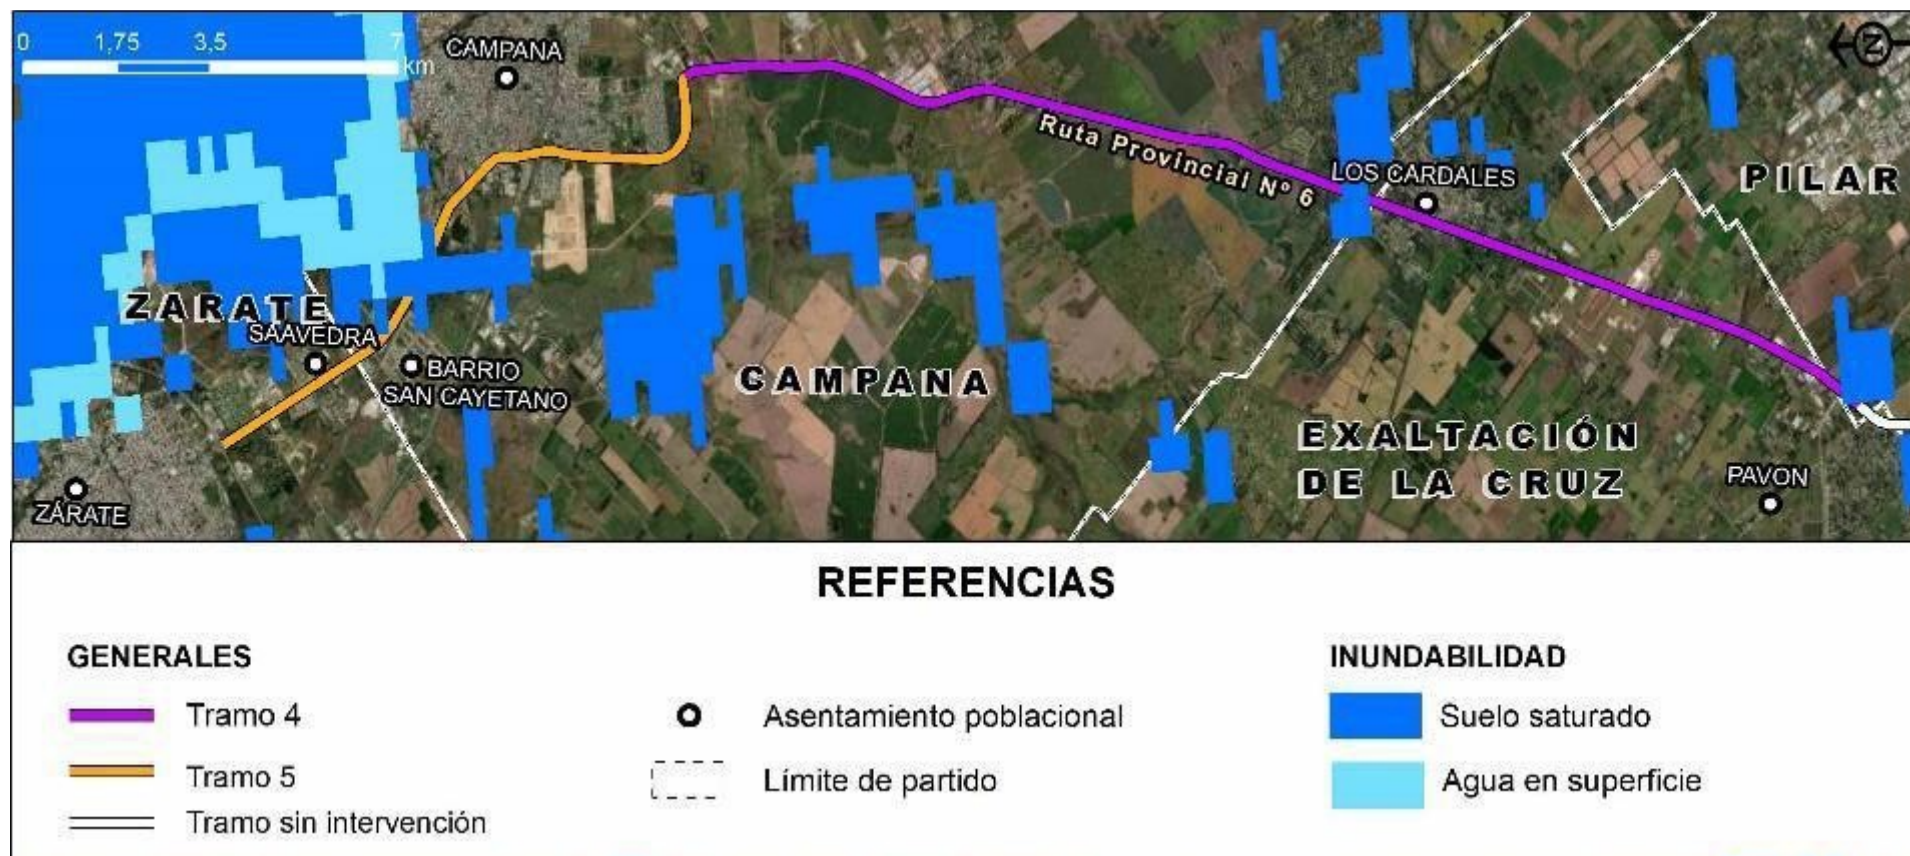 0 1,75 3,5 7
km
CAMPANA
N
Ruta Provincial Nº 6
LOS CARDALES
PILAR
ZARATE
SAAVEDRA
BARRIO
SAN CAYETANO
CAMPANA
EXALTACIÓN
DE LA CRUZ
PAVON
ZÁRATE
REFERENCIAS
GENERALES
Tramo 4
Tramo 5
Tramo sin intervención
Asentamiento poblacional
Límite de partido
INUNDABILIDAD
Suelo saturado
Agua en superficie